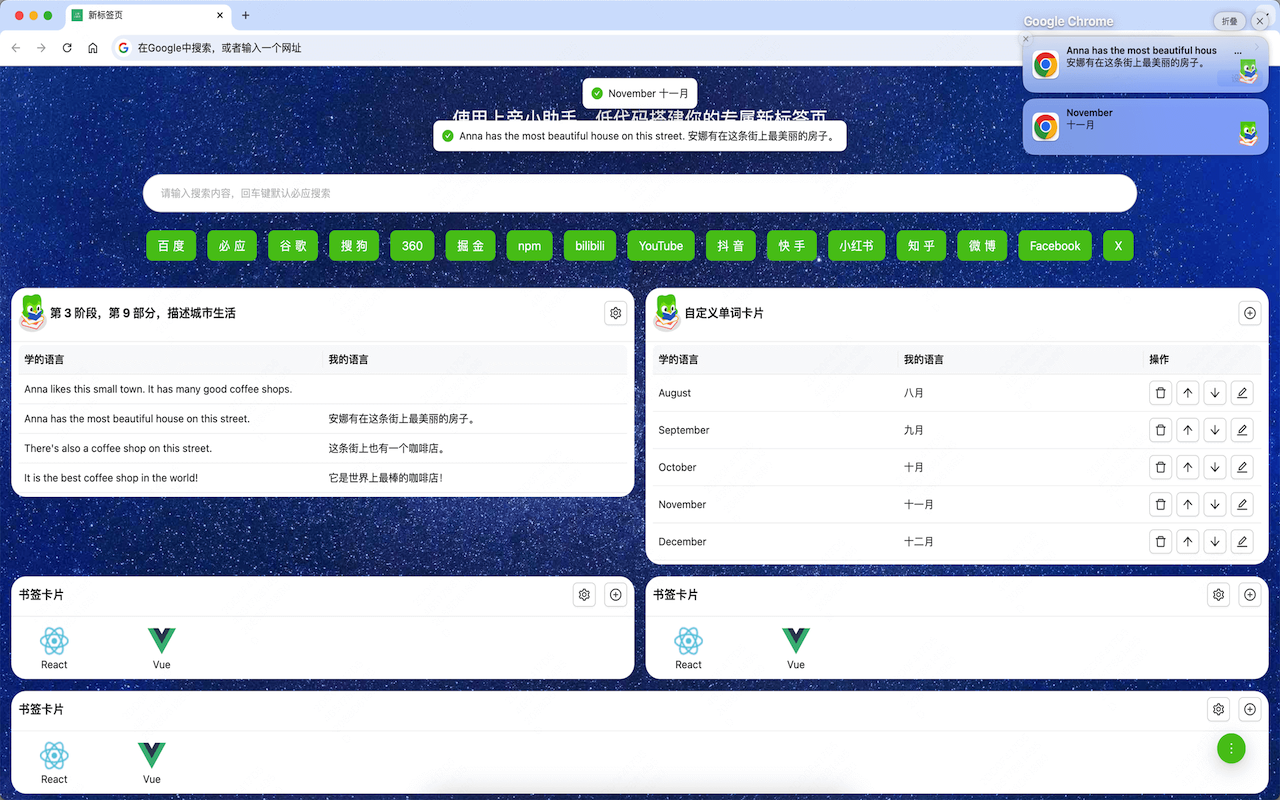 新标签页
在Google中搜索，或者输入一个网址
Google Chrome
折叠
Anna has the most beautiful hous ...
安娜有在这条街上最美丽的房子。
November
十一月
November 十一月
使用上帝小助手，低代码搭建你的专属新标签页
Anna has the most beautiful house on this street. 安娜有在这条街上最美丽的房子。
请输入搜索内容，回车键默认必应搜索
百度 必应 谷歌 搜狗 360 掘金 npm bilibili YouTube 抖音 快手 小红书 知乎 微博 Facebook X
第 3 阶段，第 9 部分，描述城市生活
学的语言 我的语言
Anna likes this small town. It has many good coffee shops.
Anna has the most beautiful house on this street. 安娜有在这条街上最美丽的房子。
There's also a coffee shop on this street. 这条街上也有一个咖啡店。
It is the best coffee shop in the world! 它是世界上最棒的咖啡店！
自定义单词卡片
学的语言 我的语言 操作
August 八月
September 九月
October 十月
November 十一月
December 十二月
书签卡片
React Vue
书签卡片
React Vue
书签卡片
React Vue